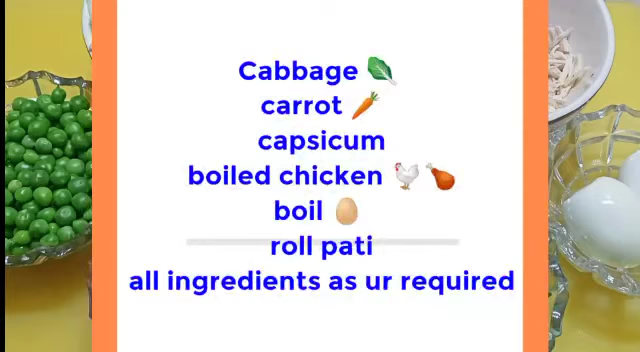 Cabbage 🥬
carrot 🥕
capsicum
boiled chicken 🐓🍗
boil 🥚
roll pati
all ingredients as ur required